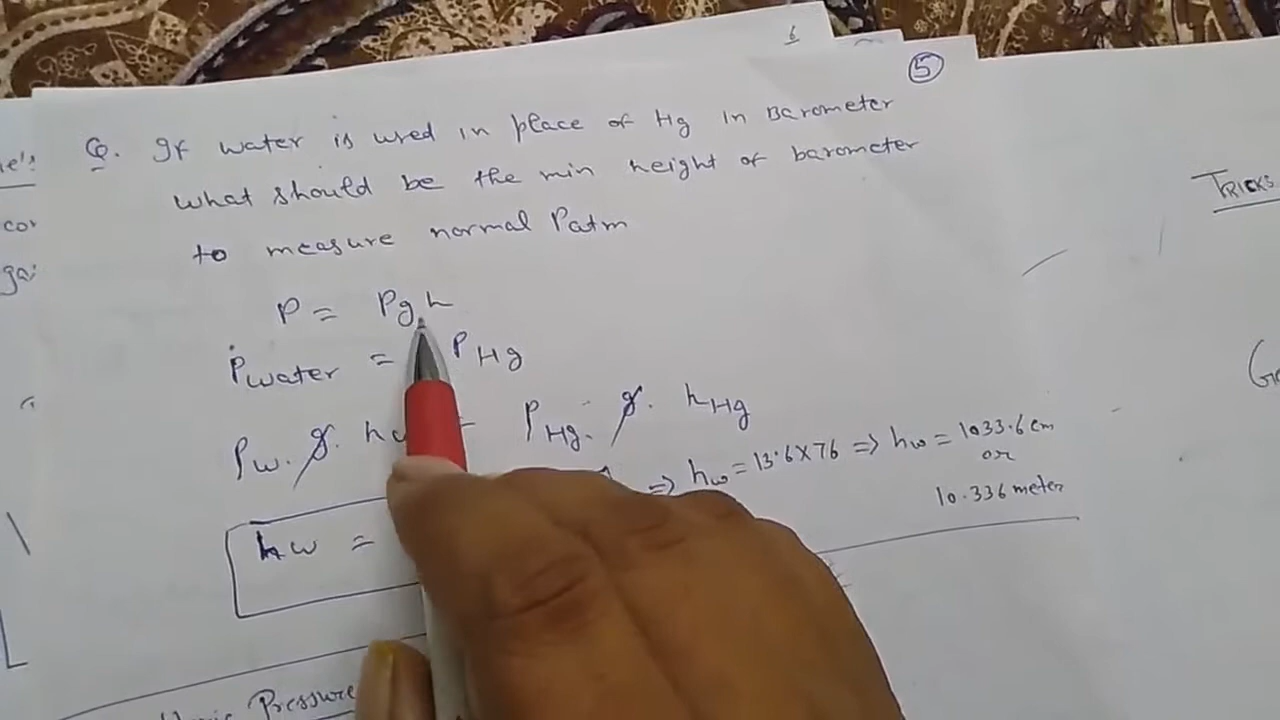 6
5
Q. If water is used in place of Hg in Barometer
what should be the min height of barometer
to measure normal Patm
P = ρgh
Pwater = PHg
ρw. g. hw = ρHg. g. hHg
=> hw = 13.6 X 76 => hw = 1033.6 cm
or
10.336 meter
hw =
Pressure
TRICKS